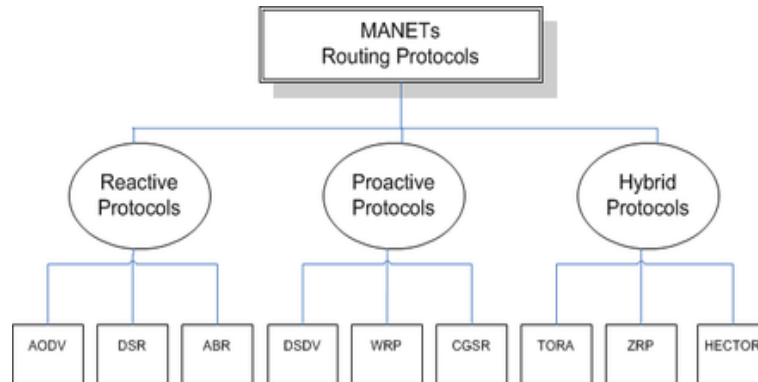 MANETs
Routing Protocols
Reactive
Protocols
Proactive
Protocols
Hybrid
Protocols
AODV
DSR
ABR
DSDV
WRP
CGSR
TORA
ZRP
HECTOR